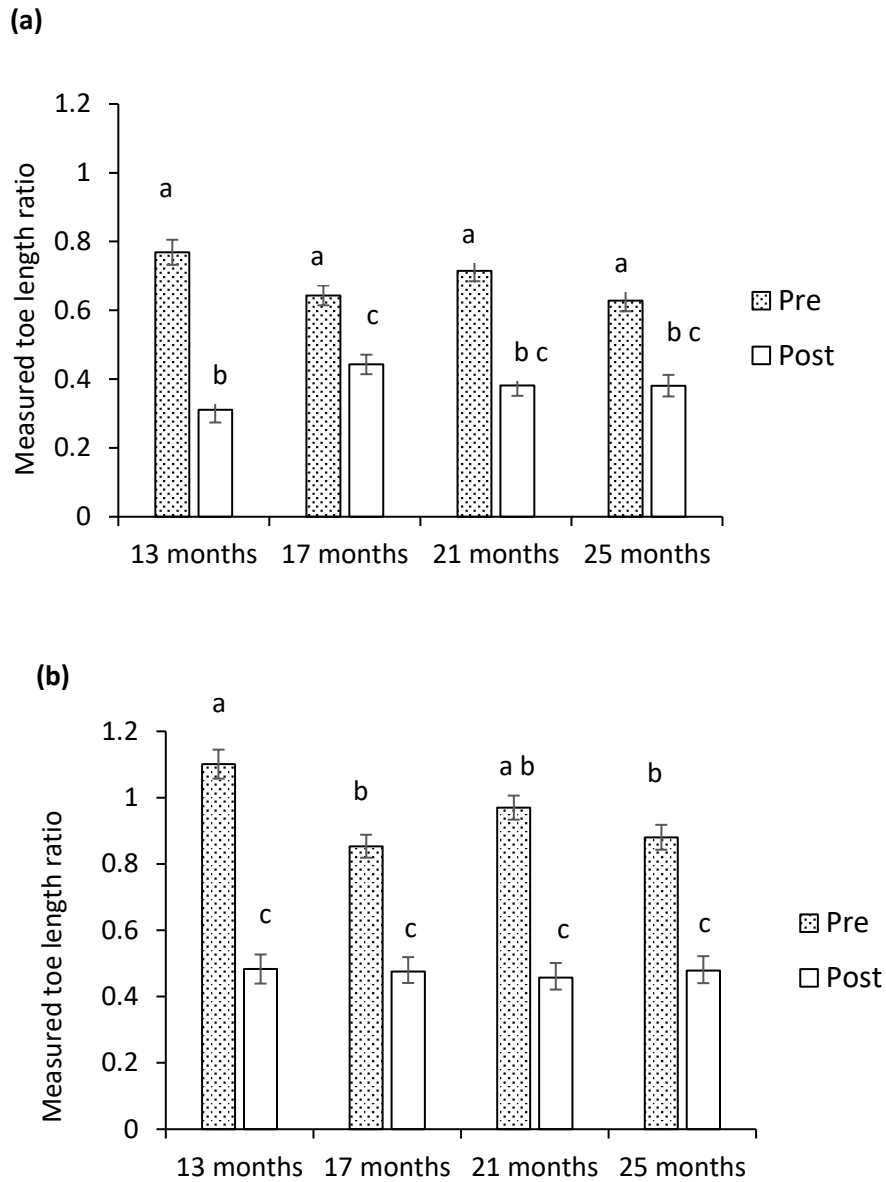 (a)
Measured toe length ratio
1.2
1
0.8
0.6
0.4
0.2
0
a
b
a
c
a
b c
a
b c
13 months
17 months
21 months
25 months
Pre
Post
(b)
Measured toe length ratio
1.2
1
0.8
0.6
0.4
0.2
0
a
c
b
c
a b
c
b
c
13 months
17 months
21 months
25 months
Pre
Post